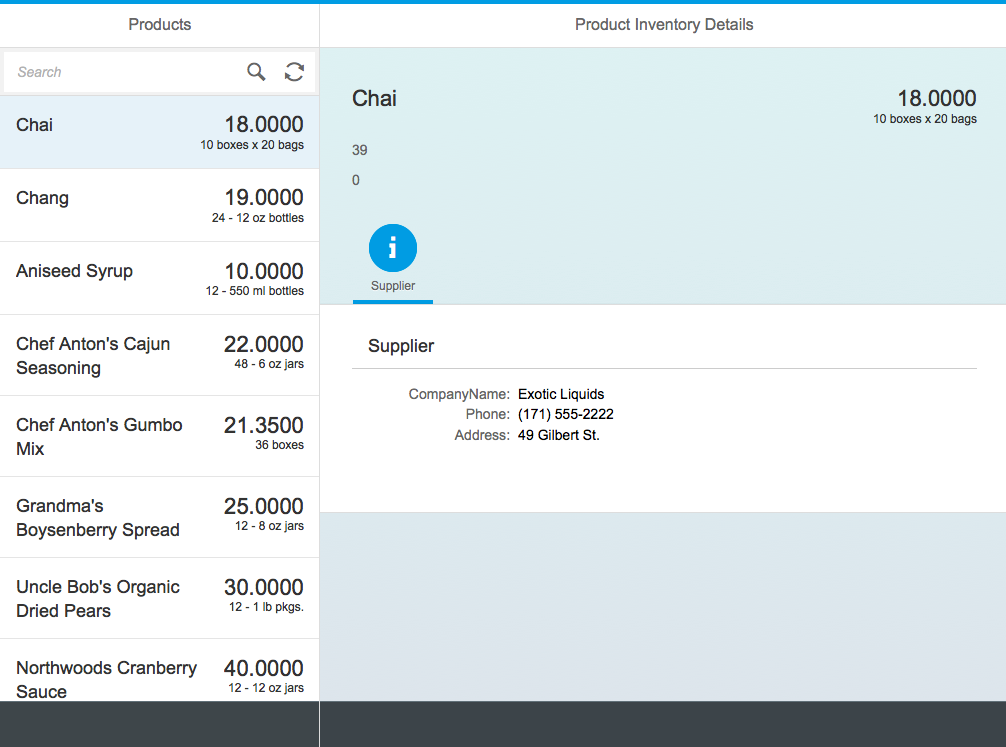 Products
Product Inventory Details
Search
Chai
18.0000
10 boxes x 20 bags
Chang
19.0000
24 - 12 oz bottles
Aniseed Syrup
10.0000
12 - 550 ml bottles
Chef Anton's Cajun
Seasoning
22.0000
48 - 6 oz jars
Chef Anton's Gumbo
Mix
21.3500
36 boxes
Grandma's
Boysenberry Spread
25.0000
12 - 8 oz jars
Uncle Bob's Organic
Dried Pears
30.0000
12 - 1 lb pkgs.
Northwoods Cranberry
Sauce
40.0000
12 - 12 oz jars
Chai
18.0000
10 boxes x 20 bags
39
0
Supplier
Supplier
CompanyName: Exotic Liquids
Phone: (171) 555-2222
Address: 49 Gilbert St.